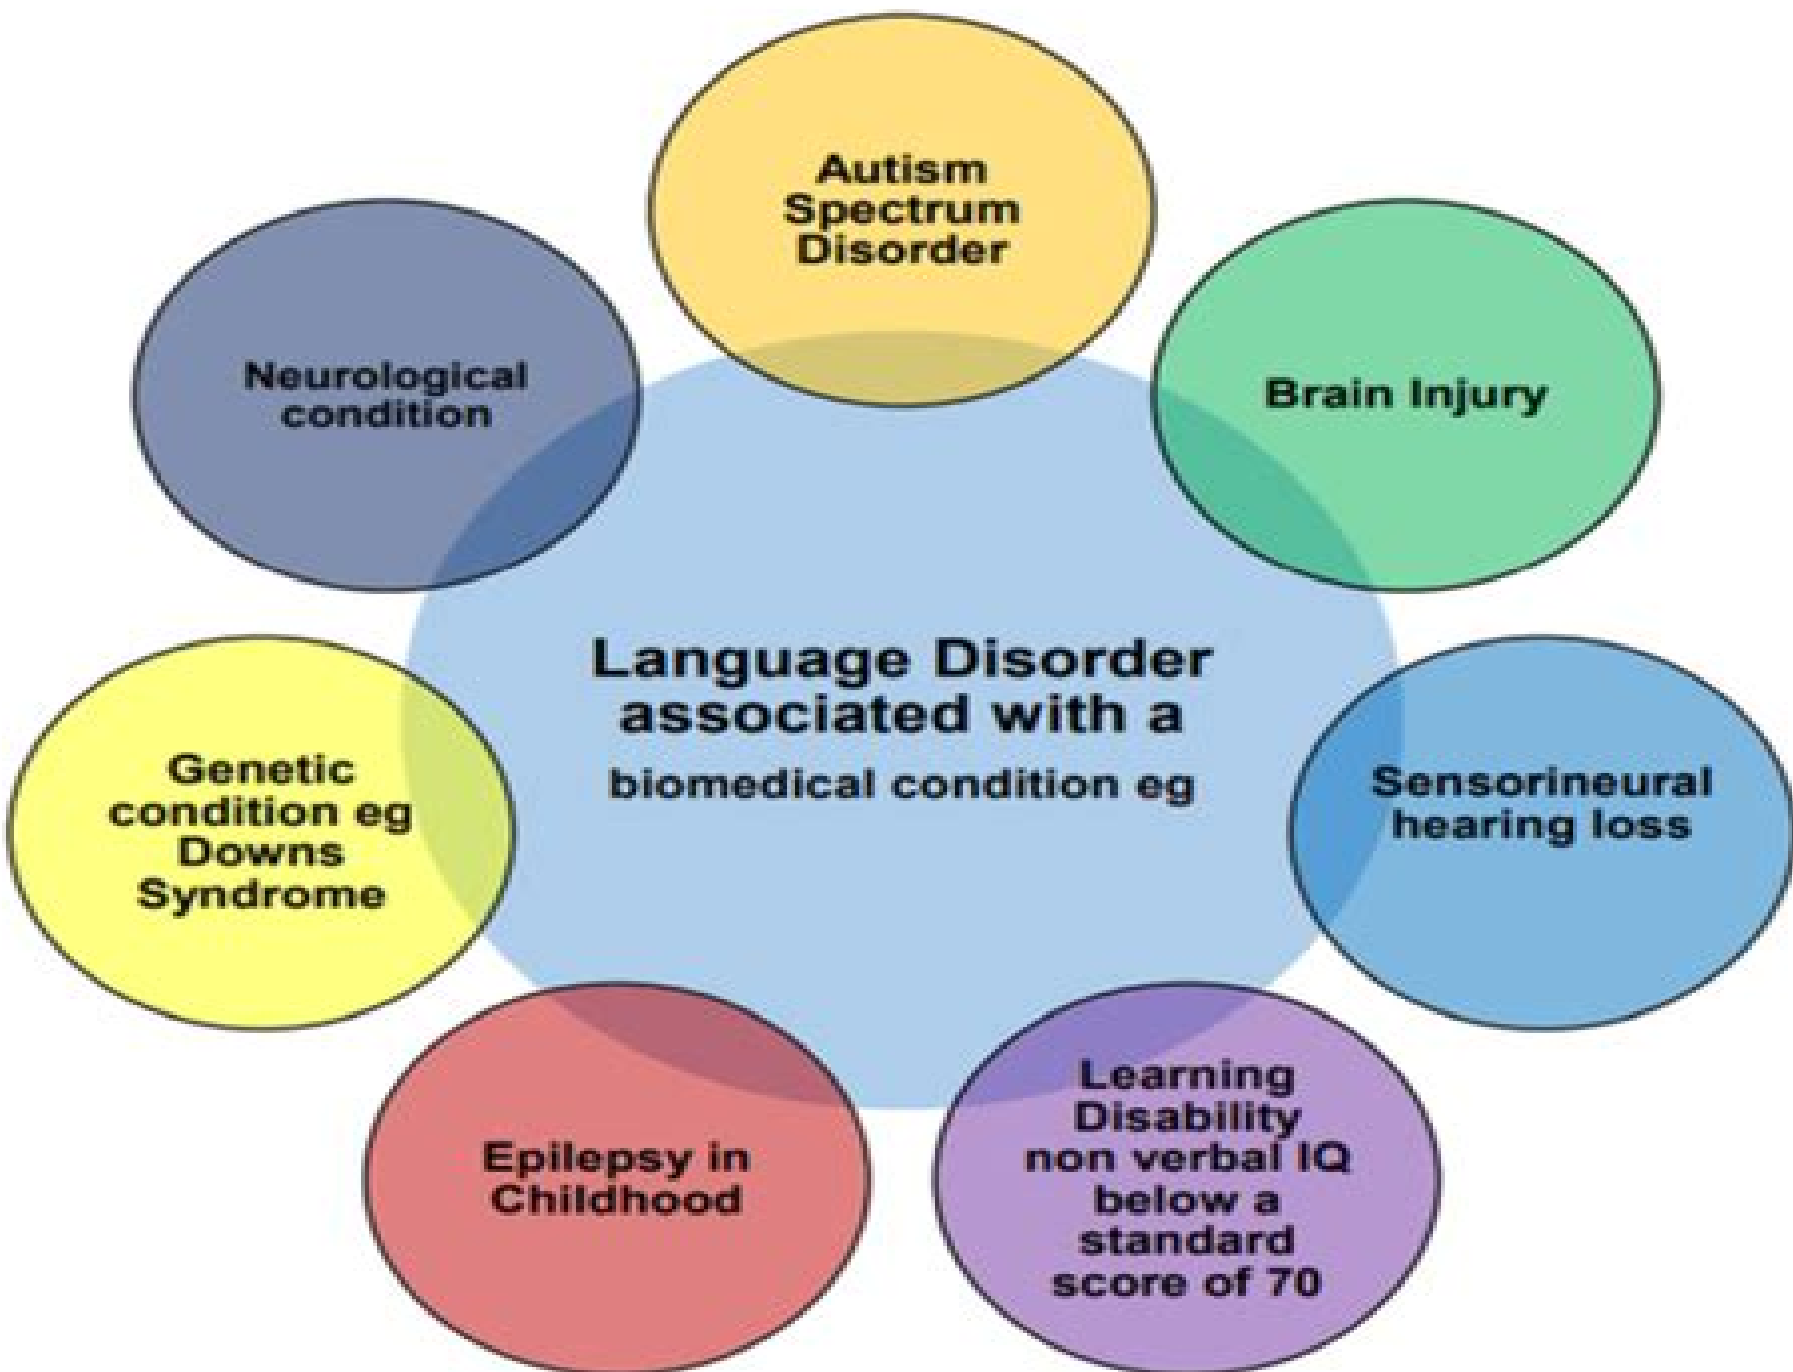 Autism
Spectrum
Disorder
Neurological
condition
Brain Injury
Language Disorder
associated with a
biomedical condition eg
Genetic
condition eg
Downs
Syndrome
Sensorineural
hearing loss
Epilepsy in
Childhood
Learning
Disability
non verbal IQ
below a
standard
score of 70